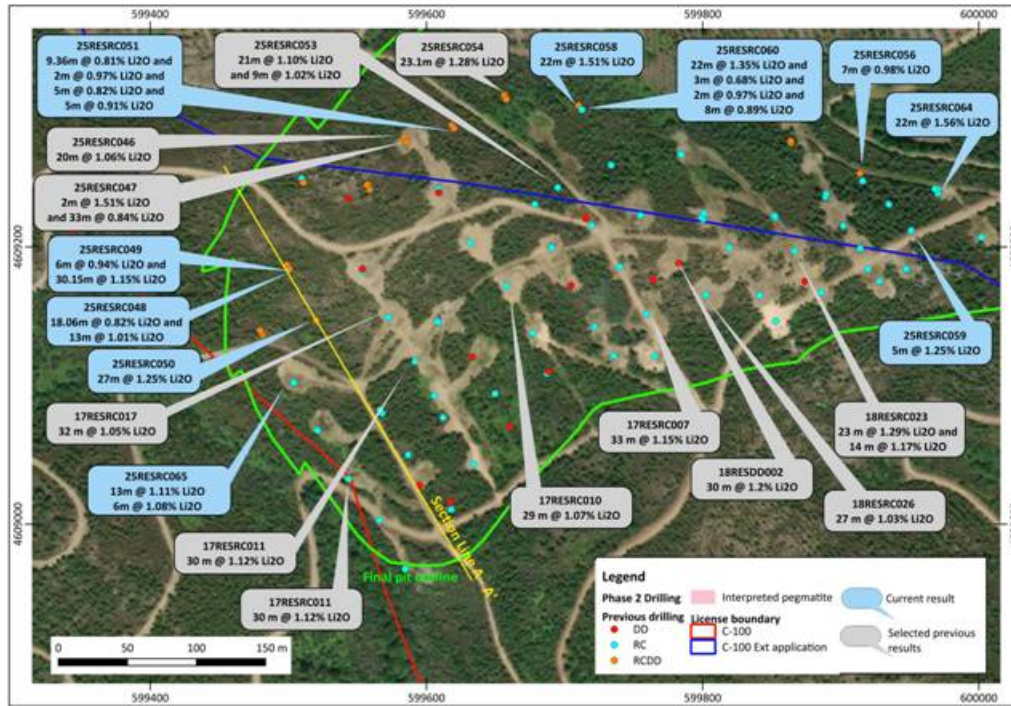 599400
599600
599800
600000
25RESRC051
9.36m @ 0.81% Li2O and
2m @ 0.97% Li2O and
5m @ 0.82% Li2O and
5m @ 0.91% Li2O
25RESRC053
21m @ 1.10% Li2O
and 9m @ 1.02% Li2O
25RESRC054
23.1m @ 1.28% Li2O
25RESRC058
22m @ 1.51% Li2O
25RESRC060
22m @ 1.35% Li2O and
3m @ 0.68% Li2O and
2m @ 0.97% Li2O and
8m @ 0.89% Li2O
25RESRC056
7m @ 0.98% Li2O
25RESRC064
22m @ 1.56% Li2O
25RESRC046
20m @ 1.06% Li2O
25RESRC047
2m @ 1.51% Li2O
and 33m @ 0.84% Li2O
4609200
25RESRC049
6m @ 0.94% Li2O and
30.15m @ 1.15% Li2O
25RESRC048
18.06m @ 0.82% Li2O and
13m @ 1.01% Li2O
25RESRC050
27m @ 1.25% Li2O
25RESRC059
5m @ 1.25% Li2O
17RESRC017
32 m @ 1.05% Li2O
17RESRC007
33 m @ 1.15% Li2O
18RESRC023
23 m @ 1.29% Li2O and
14 m @ 1.17% Li2O
25RESRC065
13m @ 1.11% Li2O
6m @ 1.08% Li2O
18RESDD002
30 m @ 1.2% Li2O
17RESRC010
29 m @ 1.07% Li2O
18RESRC026
27 m @ 1.03% Li2O
4609000
4609000
17RESRC011
30 m @ 1.12% Li2O
Section Line A - A'
Final pit outline
17RESRC011
30 m @ 1.12% Li2O
Legend
Phase 2 Drilling
Interpreted pegmatite
Current result
Previous drilling
License boundary
DD
C-100
Selected previous
results
RC
C-100 Ext application
RCDD
0
50
100
150 m
599400
599600
599800
600000